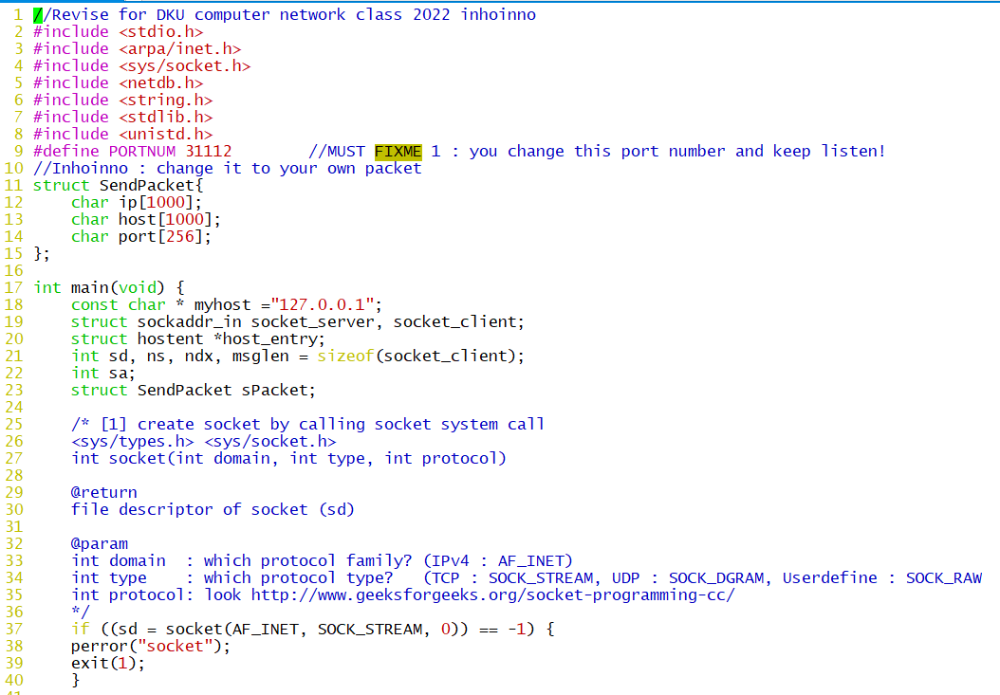 1 //Revise for DKU computer network class 2022 inhoinno
2 #include <stdio.h>
3 #include <arpa/inet.h>
4 #include <sys/socket.h>
5 #include <netdb.h>
6 #include <string.h>
7 #include <stdlib.h>
8 #include <unistd.h>
9 #define PORTNUM 31112        //MUST FIXME 1 : you change this port number and keep listen!
10 //Inhoinno : change it to your own packet
11 struct SendPacket{
12     char ip[1000];
13     char host[1000];
14     char port[256];
15 };
16
17 int main(void) {
18     const char * myhost ="127.0.0.1";
19     struct sockaddr_in socket_server, socket_client;
20     struct hostent *host_entry;
21     int sd, ns, ndx, msglen = sizeof(socket_client);
22     int sa;
23     struct SendPacket sPacket;
24
25     /* [1] create socket by calling socket system call
26     <sys/types.h> <sys/socket.h>
27     int socket(int domain, int type, int protocol)
28
29     @return
30     file descriptor of socket (sd)
31
32     @param
33     int domain  : which protocol family? (IPv4 : AF_INET)
34     int type    : which protocol type?   (TCP : SOCK_STREAM, UDP : SOCK_DGRAM, Userdefine : SOCK_RAW
35     int protocol: look http://www.geeksforgeeks.org/socket-programming-cc/
36     */
37     if ((sd = socket(AF_INET, SOCK_STREAM, 0)) == -1) {
38     perror("socket");
39     exit(1);
40     }